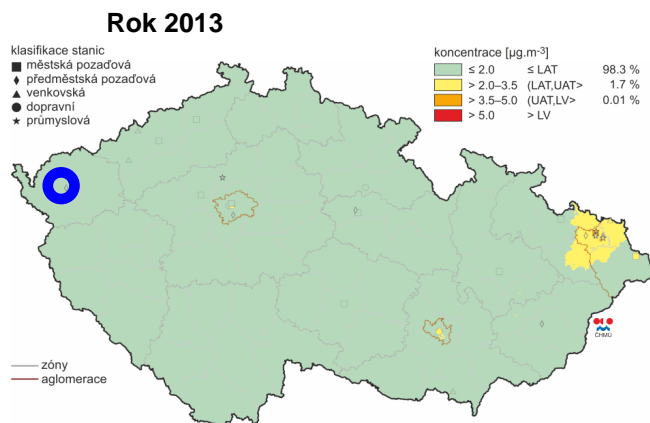 Rok 2013
klasifikace stanic
městská pozaďová
předměstská pozaďová
venkovská
dopravní
průmyslová
koncentrace [µg.m-3]
≤ 2.0 ≤ LAT 98.3 %
> 2.0–3.5 (LAT,UAT> 1.7 %
> 3.5–5.0 (UAT,LV> 0.01 %
> 5.0 > LV
ČHMÚ
zóny
aglomerace